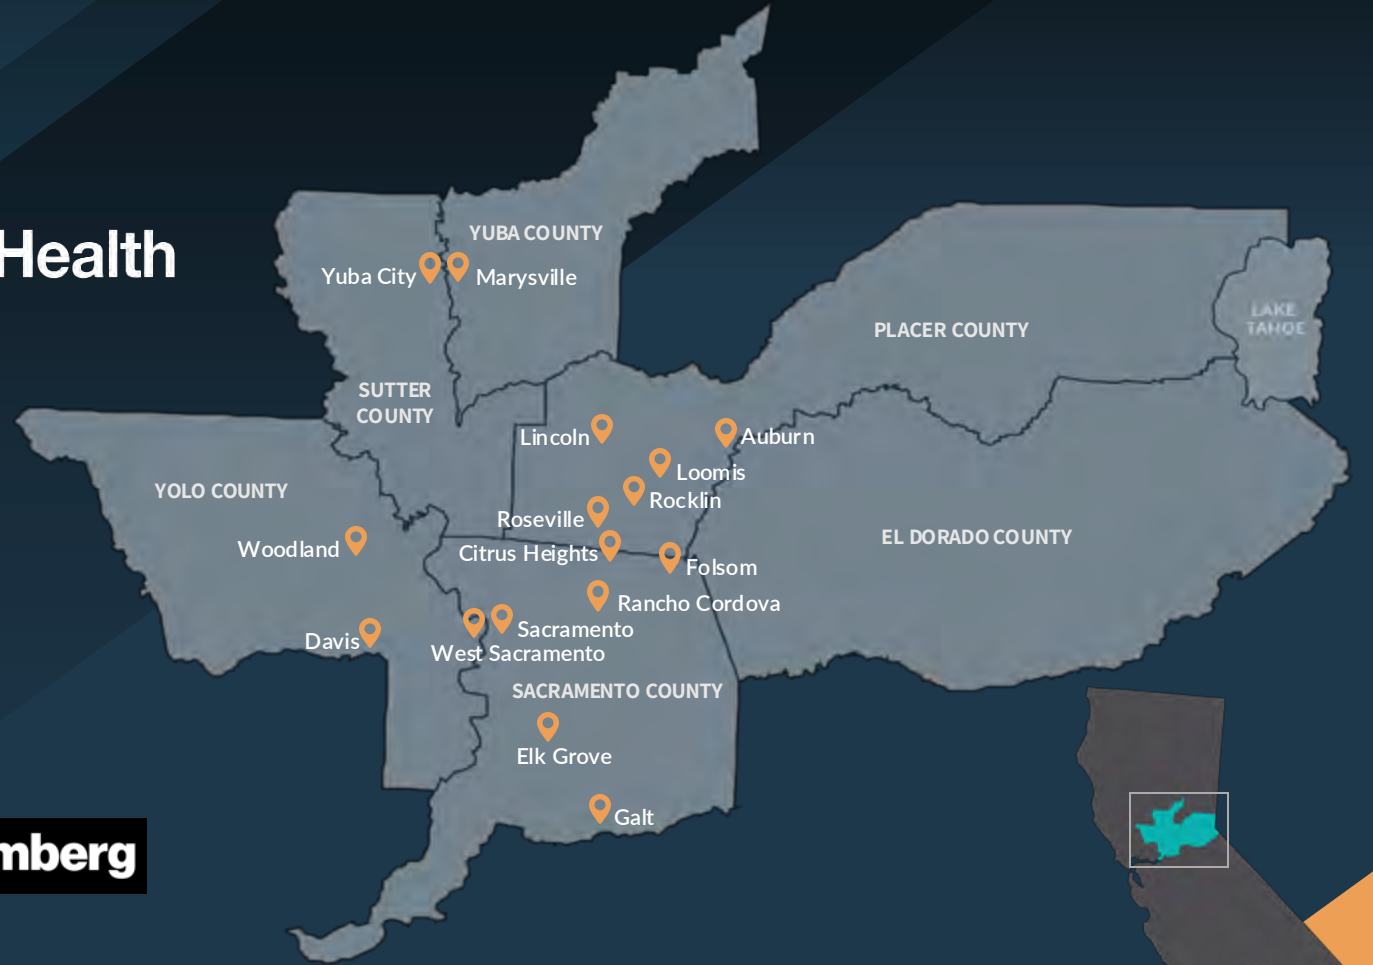 YUBA COUNTY
Health
Yuba City
Marysville
LAKE
TAHOE
PLACER COUNTY
SUTTER
COUNTY
Lincoln
Auburn
Loomis
YOLO COUNTY
Rocklin
Roseville
EL DORADO COUNTY
Woodland
Citrus Heights
Folsom
Rancho Cordova
Davis
Sacramento
West Sacramento
SACRAMENTO COUNTY
Elk Grove
Galt
mberg